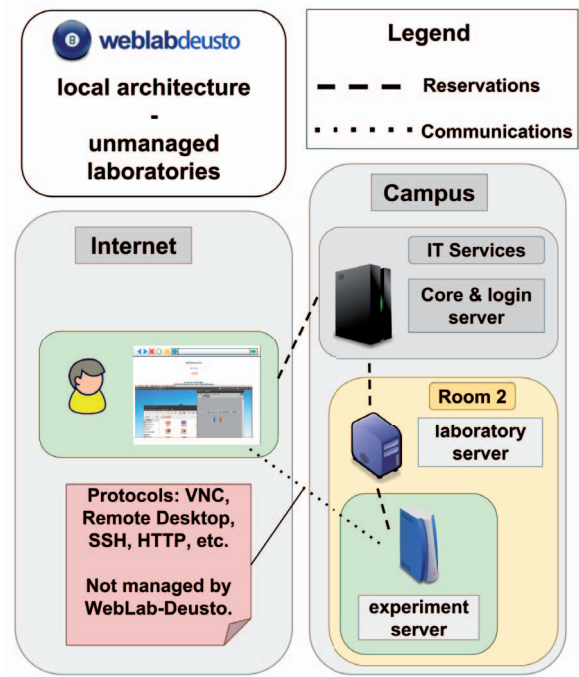 weblabdeusto
local architecture
-
unmanaged
laboratories
Legend
Reservations
Communications
Internet
Campus
IT Services
Core & login
server
Room 2
laboratory
server
experiment
server
Protocols: VNC,
Remote Desktop,
SSH, HTTP, etc.
Not managed by
WebLab-Deusto.